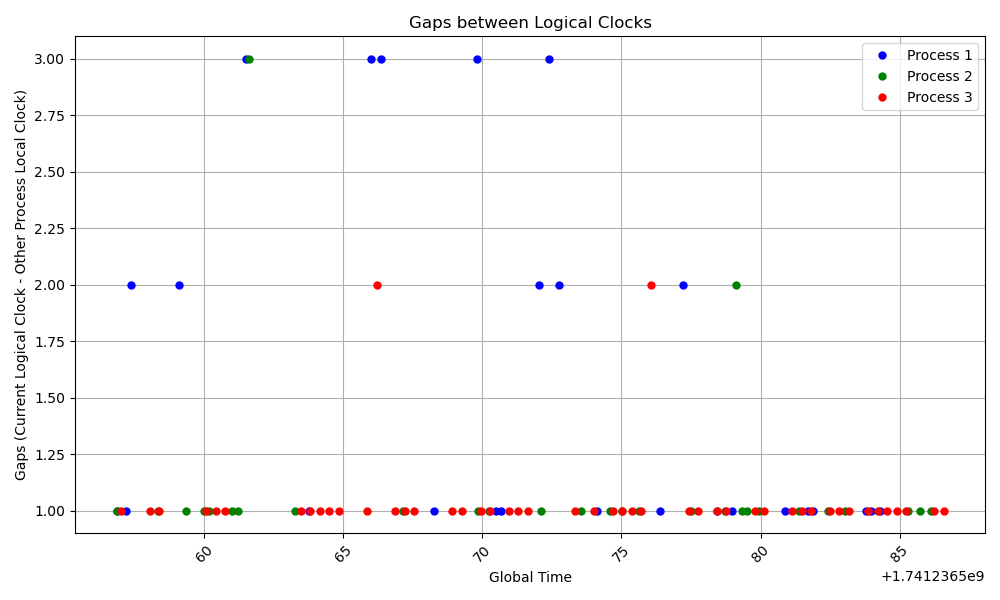 Gaps between Logical Clocks
Gaps (Current Logical Clock - Other Process Local Clock)
3.00
2.75
2.50
2.25
2.00
1.75
1.50
1.25
1.00
Process 1
Process 2
Process 3
60 65 70 75 80 85
Global Time
+1.7412365e9